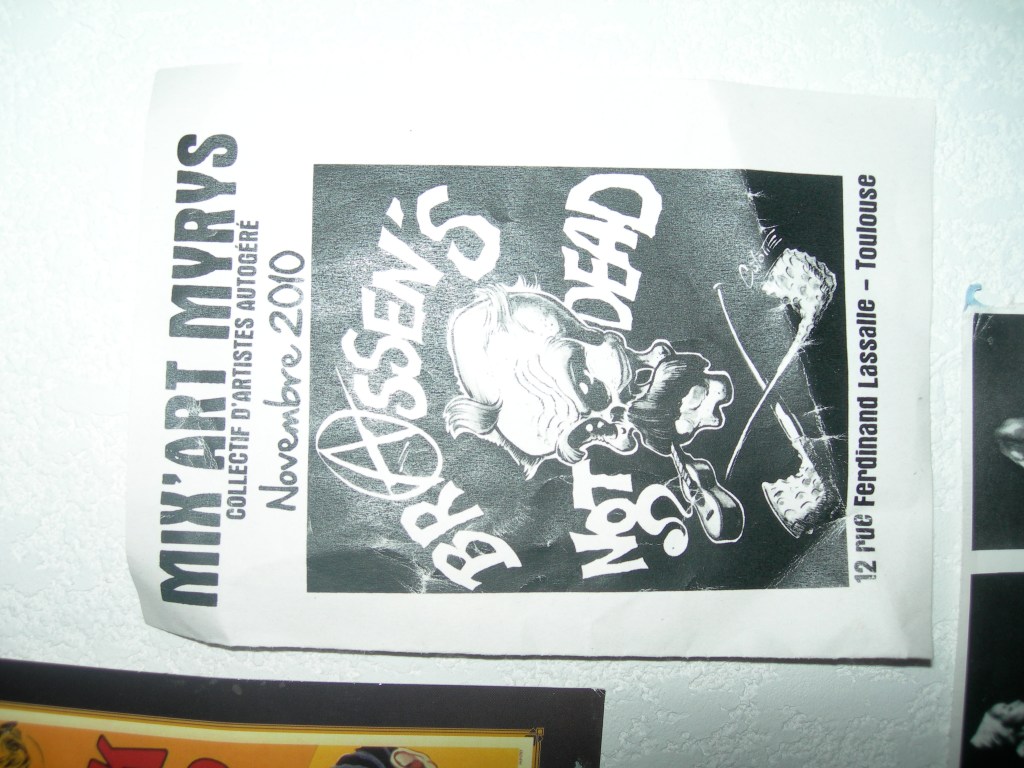 MIX'ART MYRYS
COLLECTIF D'ARTISTES AUTOGÉRÉ
Novembre 2010
BRASSEN'S
NOT DEAD
12 rue Ferdinand Lassalle - Toulouse